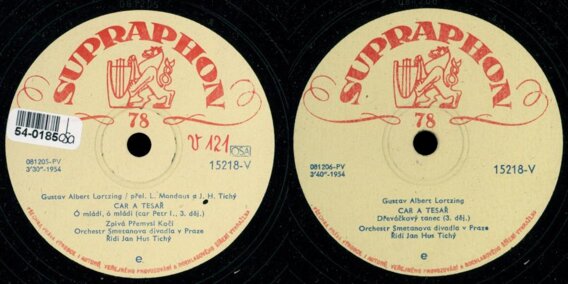 SUPRAPHON
78
54-0185
V 121
OSA
081205-PV
3'30"-1954
15218-V
Gustav Albert Lortzing / přel. L. Mandaus a J. H. Tichý
CAR A TESAŘ
Ó mládí, ó mládí (car Petr I., 3. děj.)
Zpívá Přemysl Kočí
Orchestr Smetanova divadla v Praze
Řídí Jan Hus Tichý
e
SUPRAPHON
78
081206-PV
3'40"-1954
15218-V
Gustav Albert Lortzing
CAR A TESAŘ
Dřeváčkový tanec (3. děj.)
Orchestr Smetanova divadla v Praze
Řídí Jan Hus Tichý
e